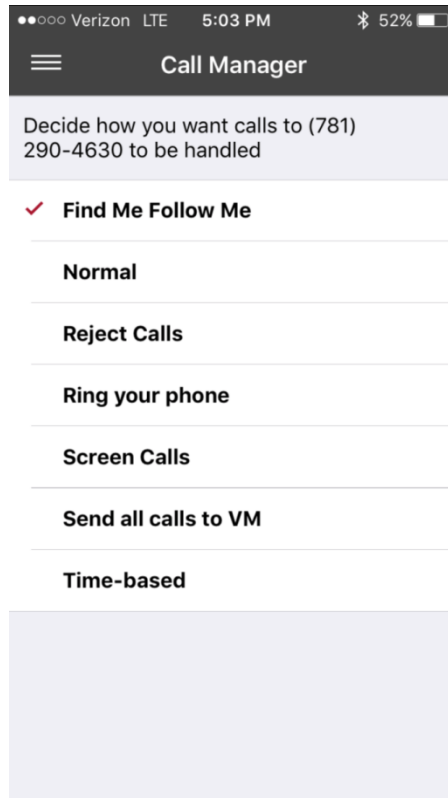 Verizon LTE 5:03 PM 52%
Call Manager
Decide how you want calls to (781)
290-4630 to be handled
Find Me Follow Me
Normal
Reject Calls
Ring your phone
Screen Calls
Send all calls to VM
Time-based